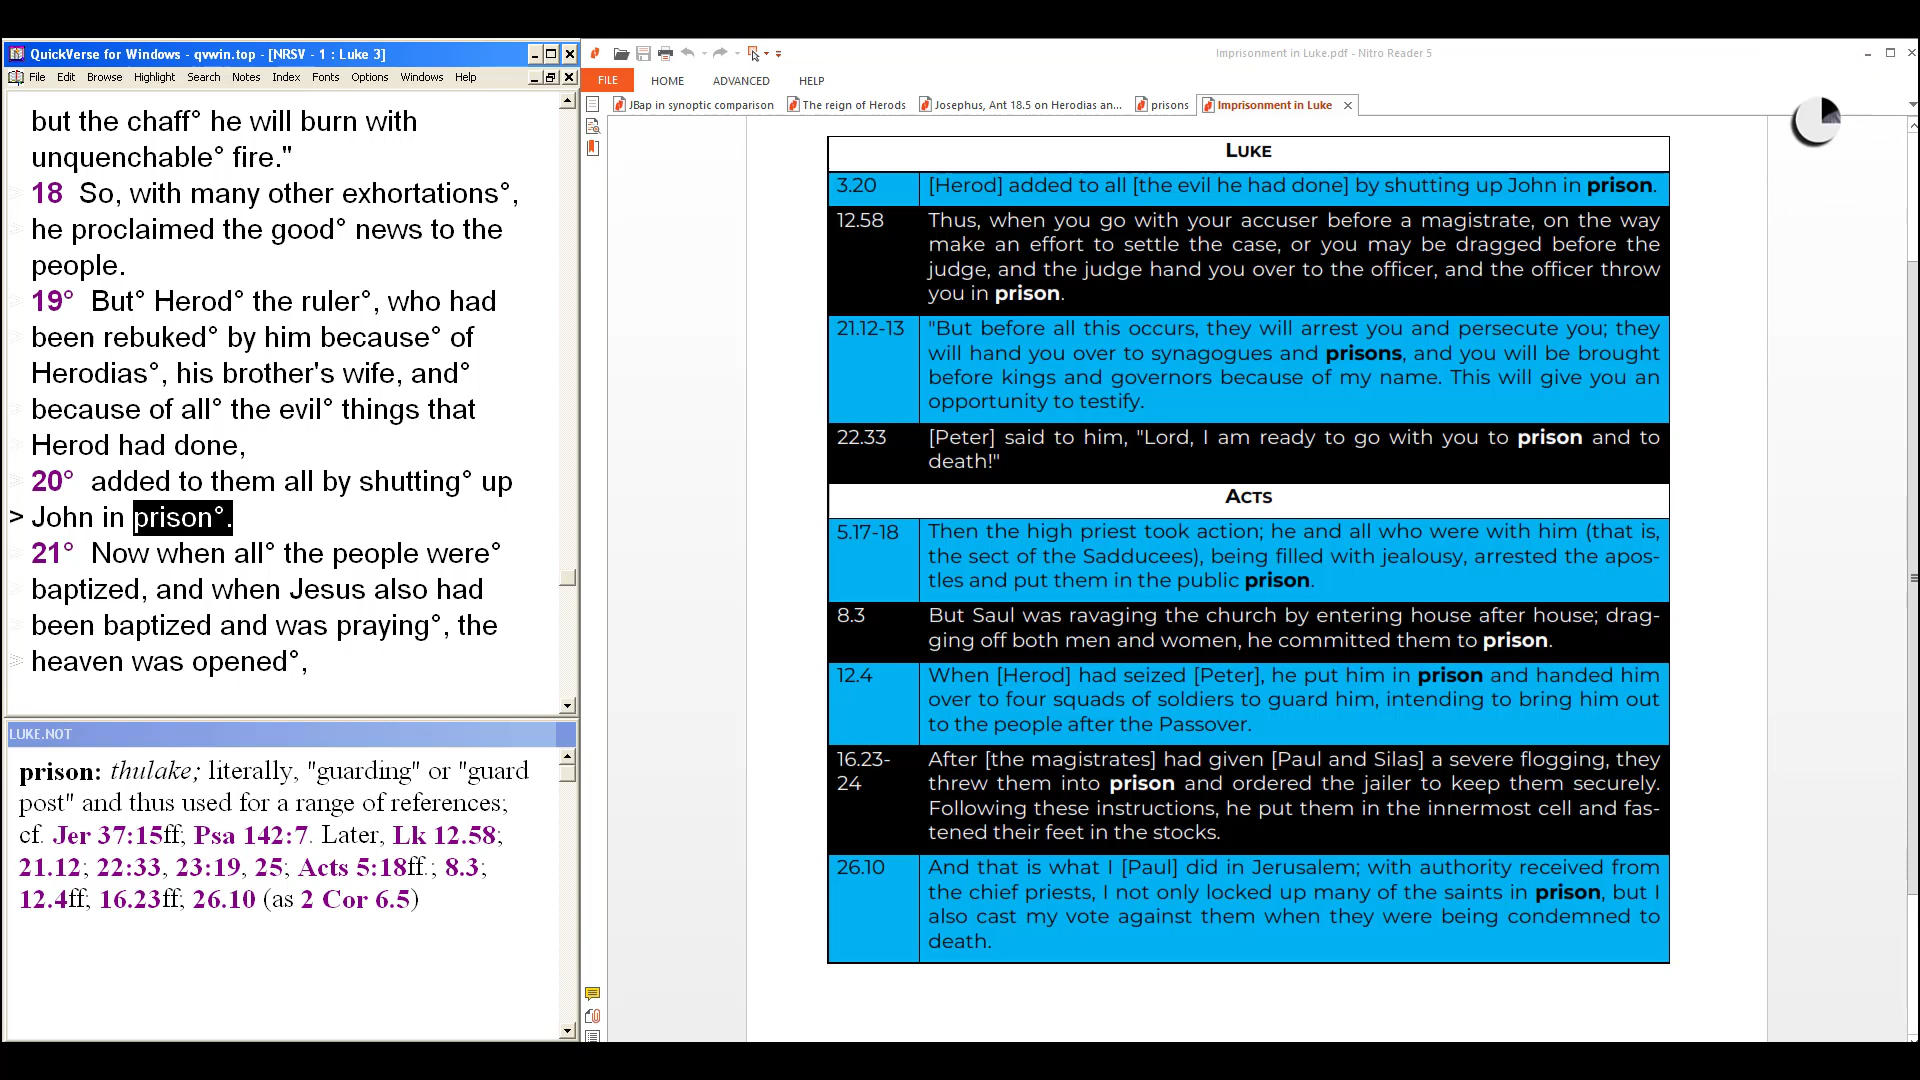 QuickVerse for Windows - qvwin.top - [NRSV - 1 : Luke 3]
File Edit Browse Highlight Search Notes Index Fonts Options Windows Help
but the chaff° he will burn with
unquenchable° fire."
18 So, with many other exhortations°,
he proclaimed the good° news to the
people.
19° But° Herod° the ruler°, who had
been rebuked° by him because° of
Herodias°, his brother's wife, and°
because of all° the evil° things that
Herod had done,
20° added to them all by shutting° up
> John in prison°.
21° Now when all° the people were°
baptized, and when Jesus also had
been baptized and was praying°, the
heaven was opened°,
LUKE.NOT
prison: thulake; literally, "guarding" or "guard
post" and thus used for a range of references;
cf. Jer 37:15ff; Psa 142:7. Later, Lk 12.58;
21.12; 22:33, 23:19, 25; Acts 5:18ff.; 8.3;
12.4ff; 16.23ff; 26.10 (as 2 Cor 6.5)
Imprisonment in Luke.pdf - Nitro Reader 5
FILE HOME ADVANCED HELP
JBap in synoptic comparison The reign of Herods Josephus, Ant 18.5 on Herodias an... prisons Imprisonment in Luke
LUKE
3.20 [Herod] added to all [the evil he had done] by shutting up John in prison.
12.58 Thus, when you go with your accuser before a magistrate, on the way
make an effort to settle the case, or you may be dragged before the
judge, and the judge hand you over to the officer, and the officer throw
you in prison.
21.12-13 "But before all this occurs, they will arrest you and persecute you; they
will hand you over to synagogues and prisons, and you will be brought
before kings and governors because of my name. This will give you an
opportunity to testify.
22.33 [Peter] said to him, "Lord, I am ready to go with you to prison and to
death!"
ACTS
5.17-18 Then the high priest took action; he and all who were with him (that is,
the sect of the Sadducees), being filled with jealousy, arrested the apos-
tles and put them in the public prison.
8.3 But Saul was ravaging the church by entering house after house; drag-
ging off both men and women, he committed them to prison.
12.4 When [Herod] had seized [Peter], he put him in prison and handed him
over to four squads of soldiers to guard him, intending to bring him out
to the people after the Passover.
16.23- After [the magistrates] had given [Paul and Silas] a severe flogging, they
24 threw them into prison and ordered the jailer to keep them securely.
Following these instructions, he put them in the innermost cell and fas-
tened their feet in the stocks.
26.10 And that is what I [Paul] did in Jerusalem; with authority received from
the chief priests, I not only locked up many of the saints in prison, but I
also cast my vote against them when they were being condemned to
death.